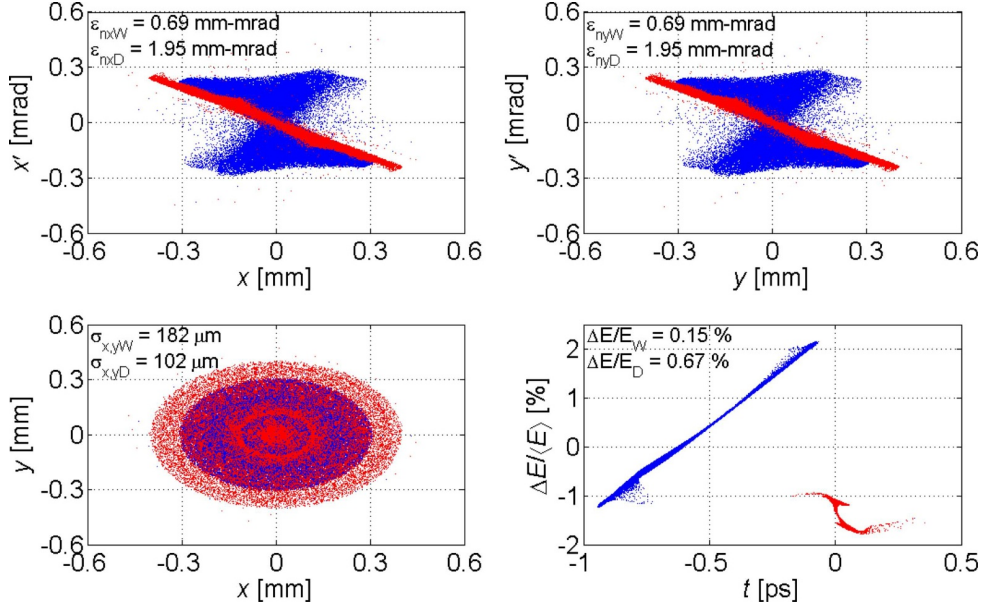 ε_nxW = 0.69 mm-mrad
ε_nxD = 1.95 mm-mrad
0.6
0.3
0
-0.3
-0.6
x′ [mrad]
-0.6 -0.3 0 0.3 0.6
x [mm]
ε_nyW = 0.69 mm-mrad
ε_nyD = 1.95 mm-mrad
0.6
0.3
0
-0.3
-0.6
y′ [mrad]
-0.6 -0.3 0 0.3 0.6
y [mm]
σ_x,yW = 182 μm
σ_x,yD = 102 μm
0.6
0.3
0
-0.3
-0.6
y [mm]
-0.6 -0.3 0 0.3 0.6
x [mm]
ΔE/E_W = 0.15 %
ΔE/E_D = 0.67 %
2
1
0
-1
-2
ΔE/⟨E⟩ [%]
-1 -0.5 0 0.5
t [ps]